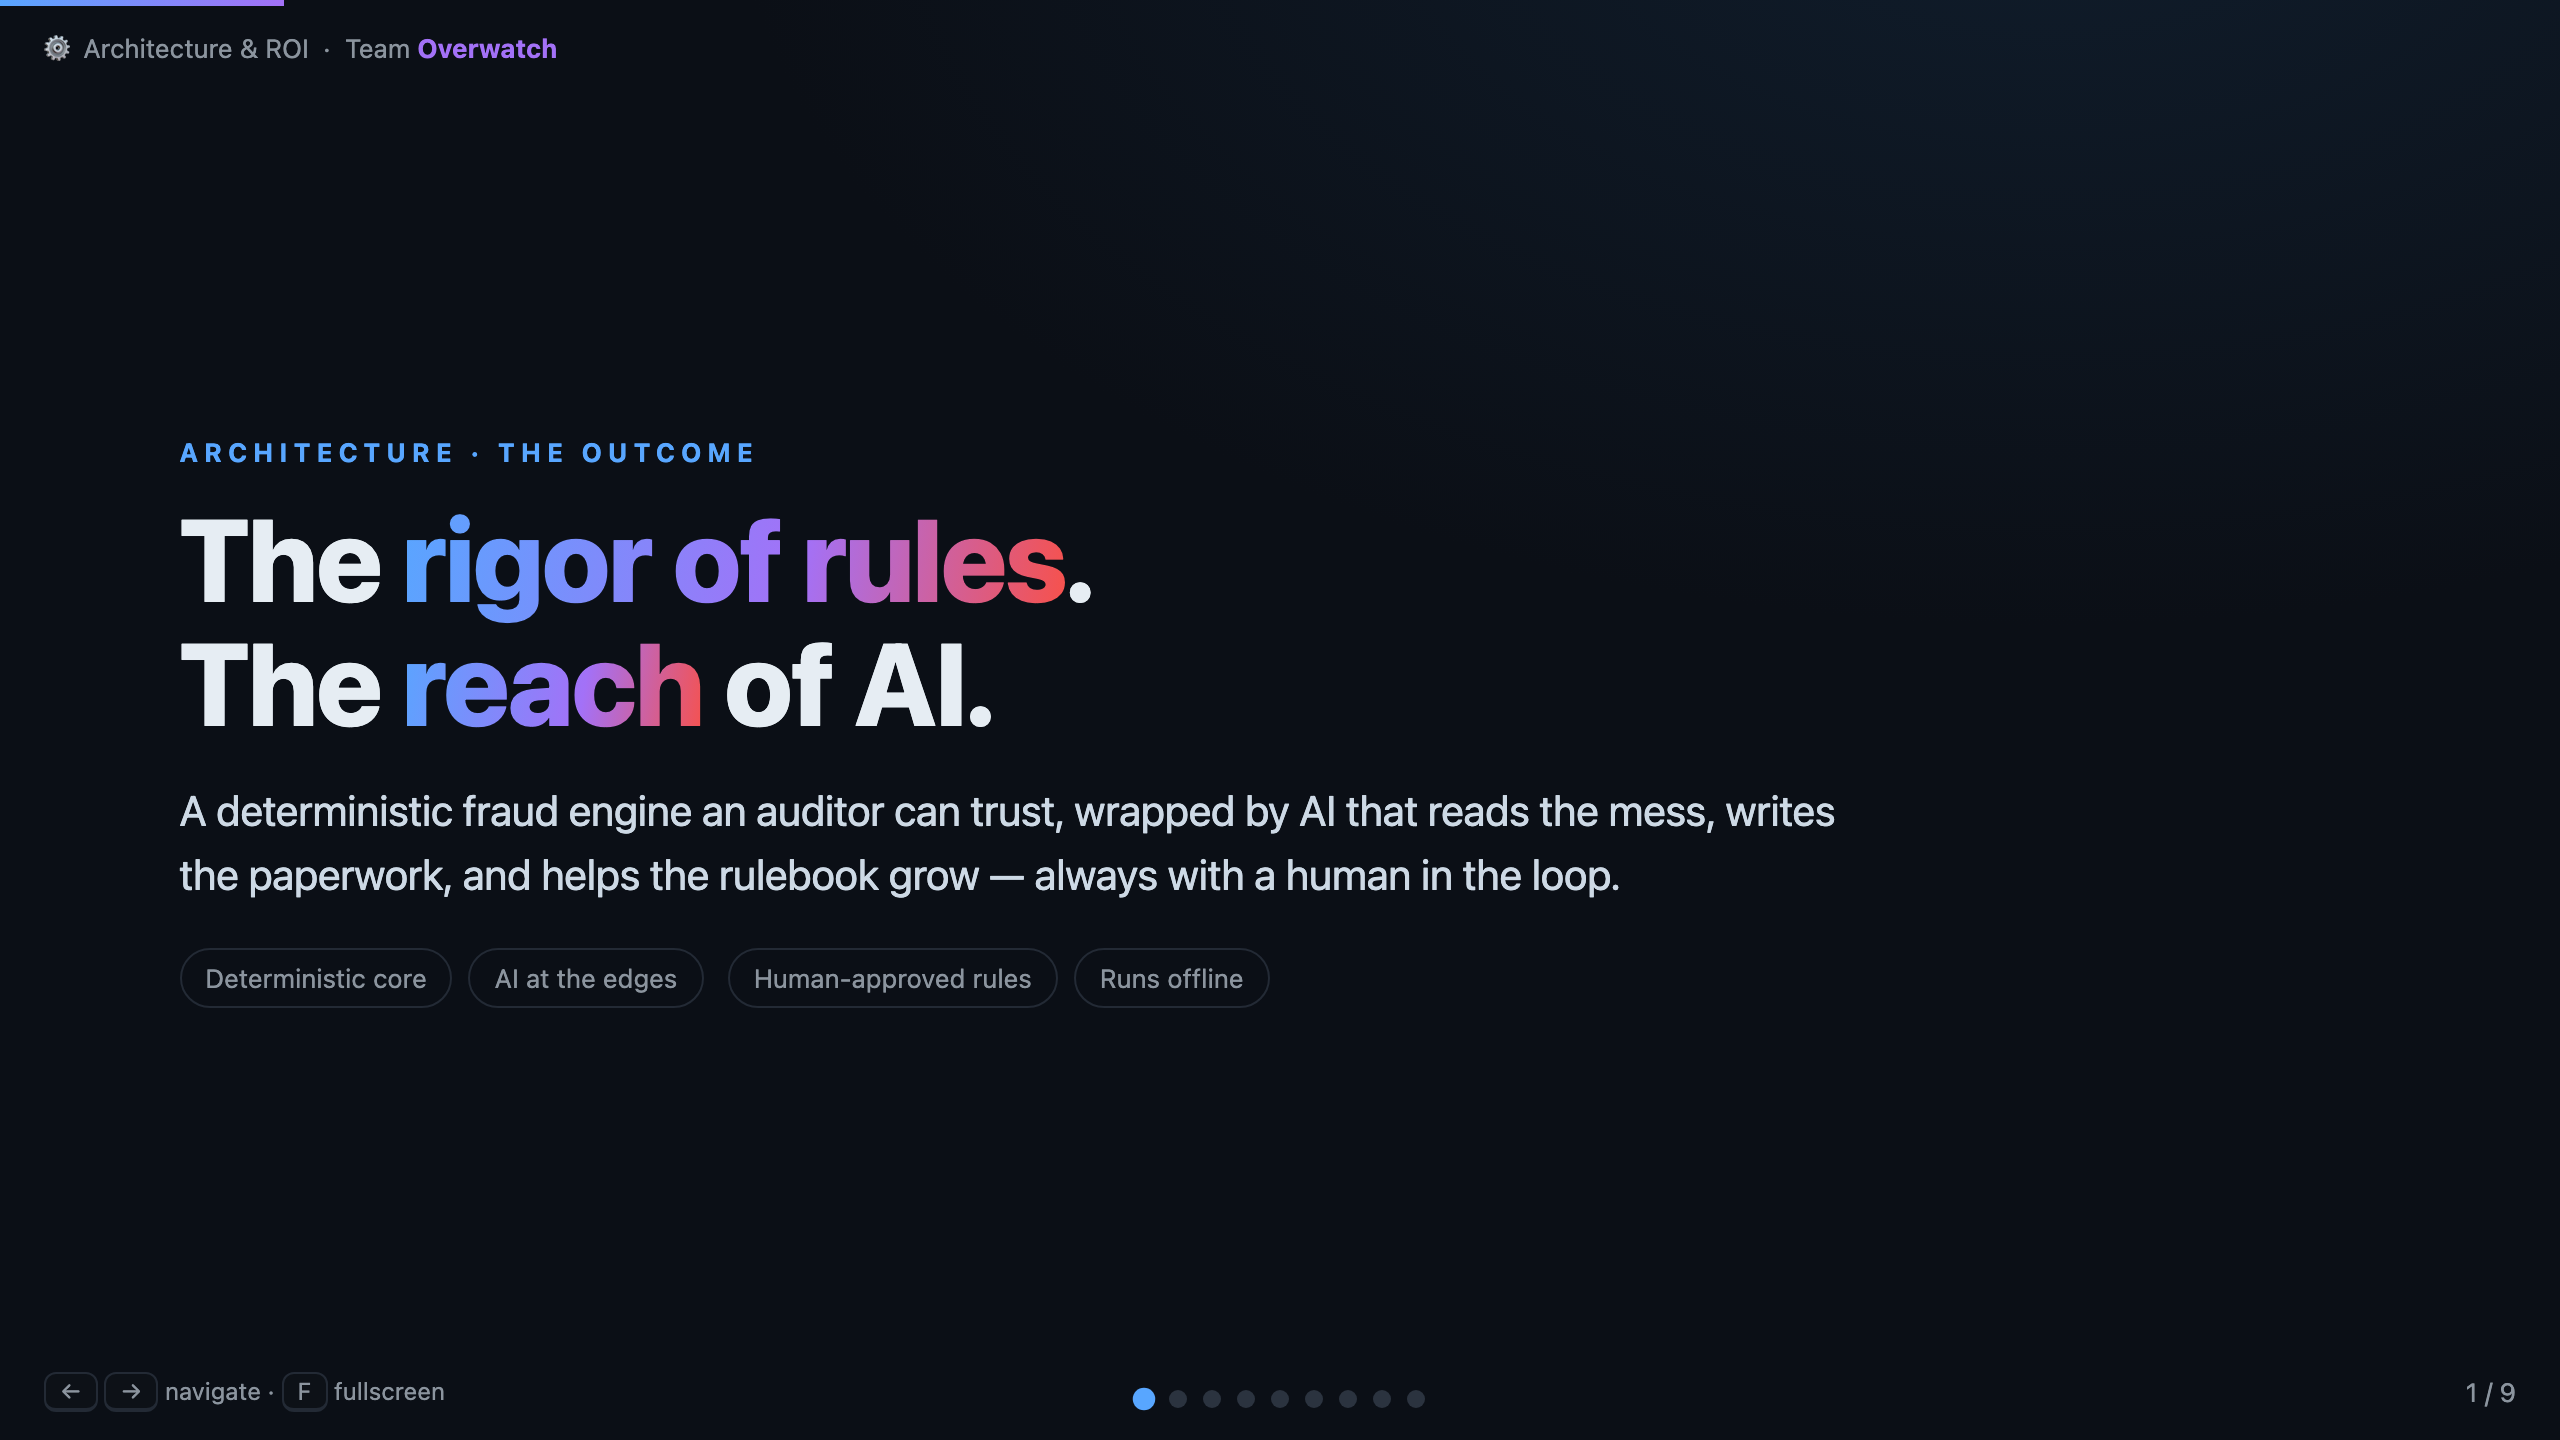 Architecture & ROI · Team Overwatch
ARCHITECTURE · THE OUTCOME
The rigor of rules.
The reach of AI.
A deterministic fraud engine an auditor can trust, wrapped by AI that reads the mess, writes
the paperwork, and helps the rulebook grow — always with a human in the loop.
Deterministic core AI at the edges Human-approved rules Runs offline
← → navigate · F fullscreen
1 / 9